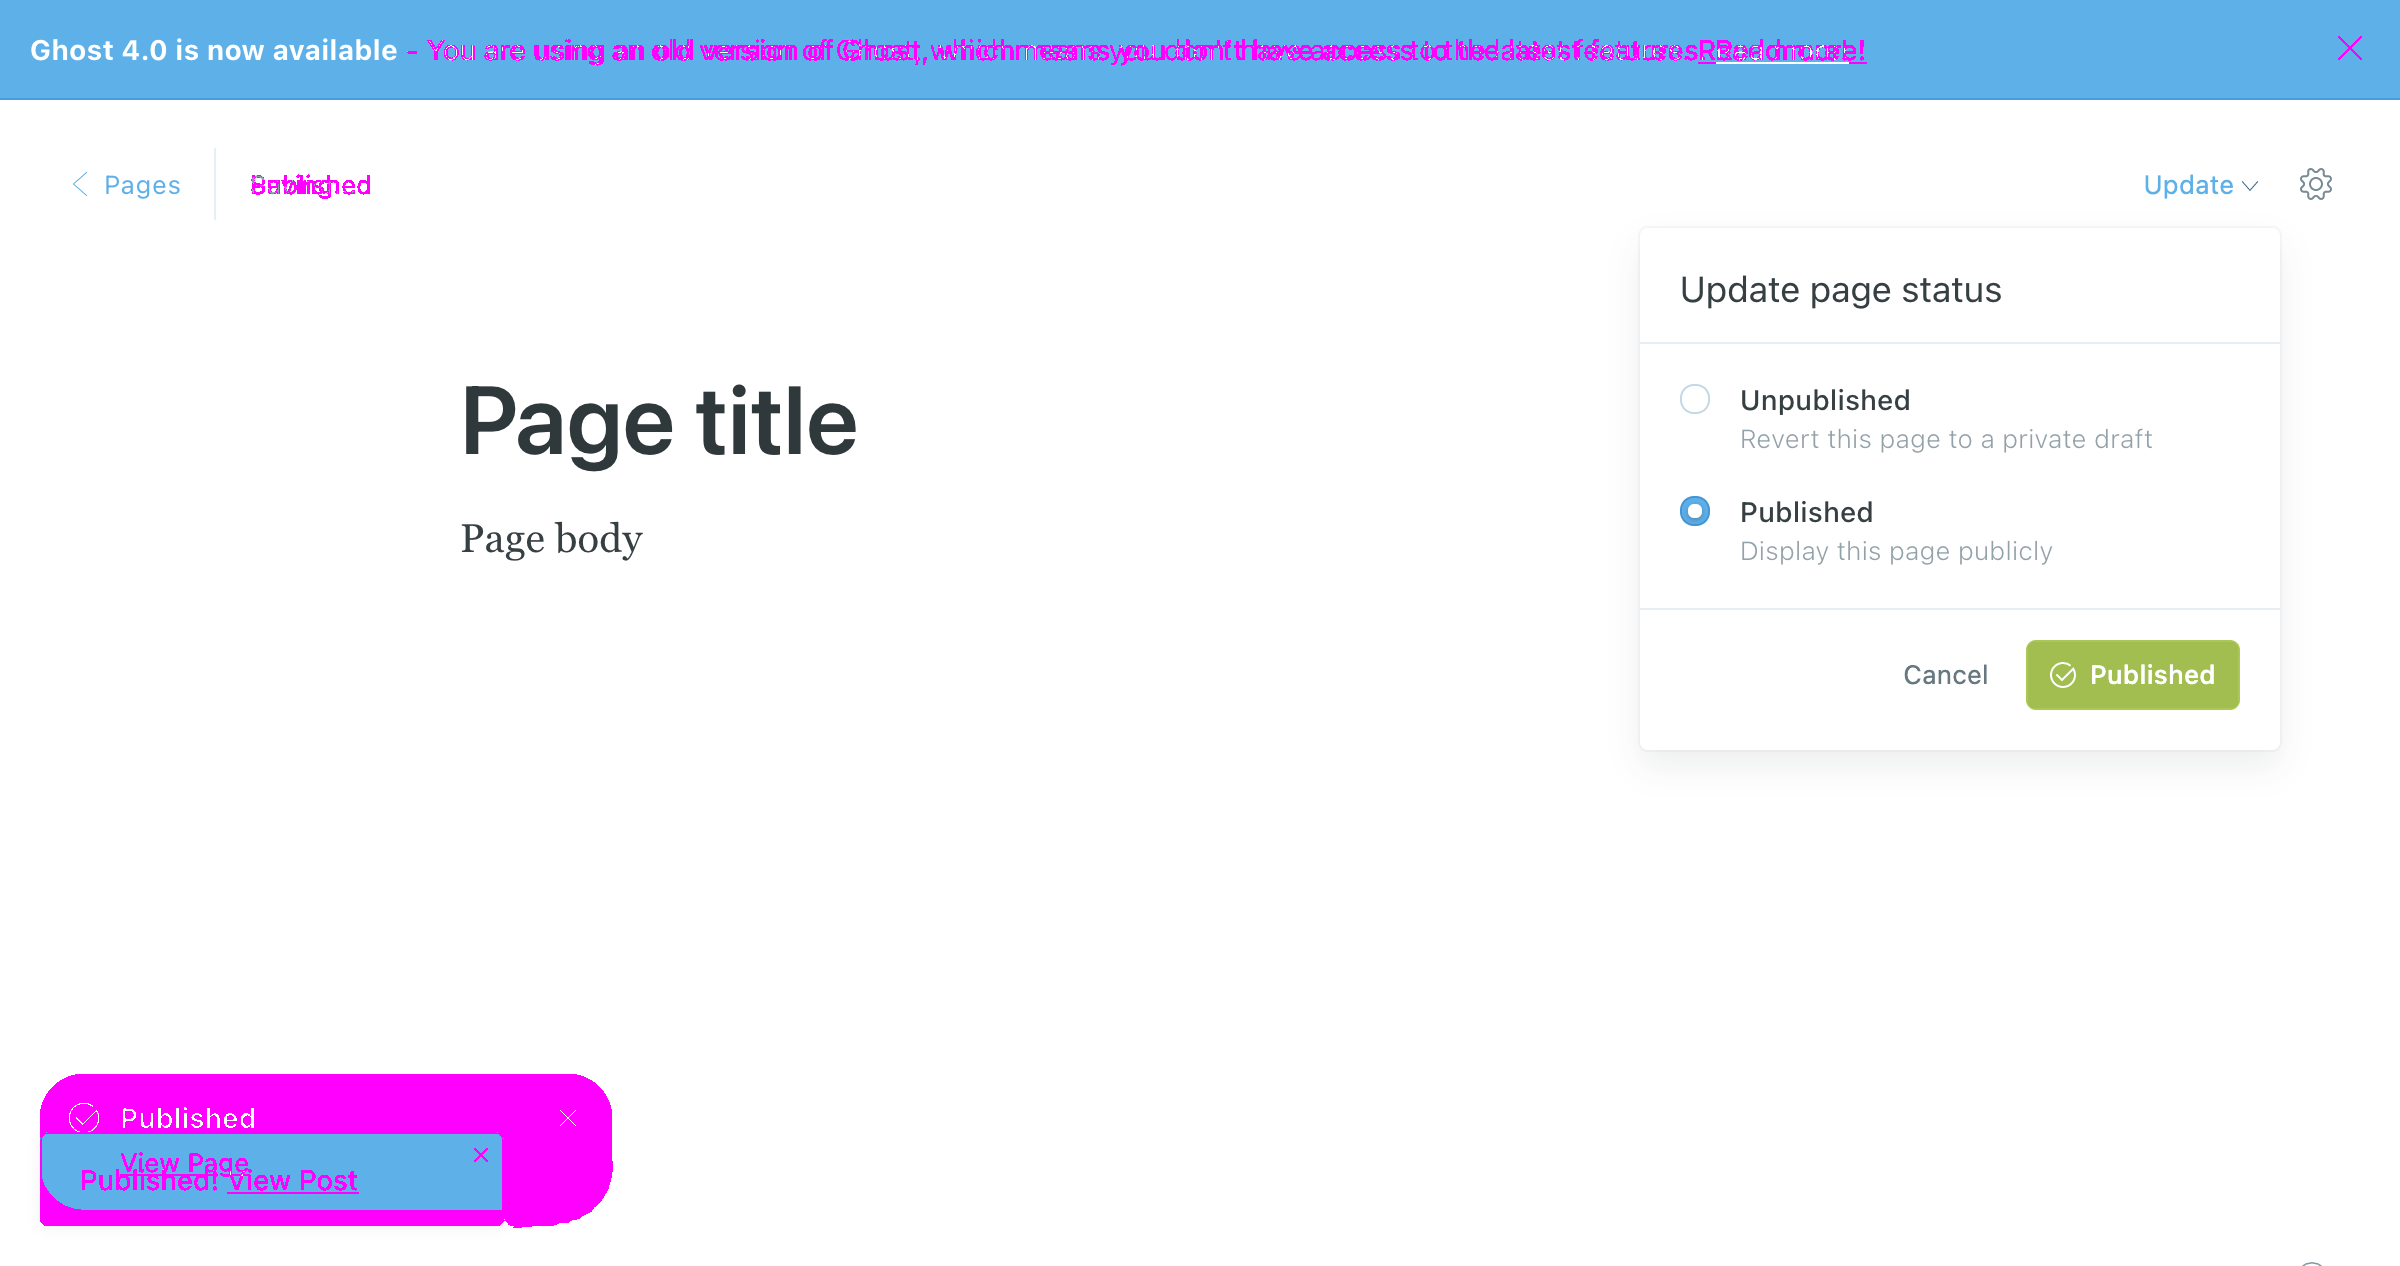 Ghost 4.0 is now available - You are using an old version of Ghost, which means you don't have access to the latest features. Read more!
Pages
Published
Update
Update page status
Unpublished
Revert this page to a private draft
Published
Display this page publicly
Cancel
Published
Page title
Page body
Published
View Page
Published! View Post